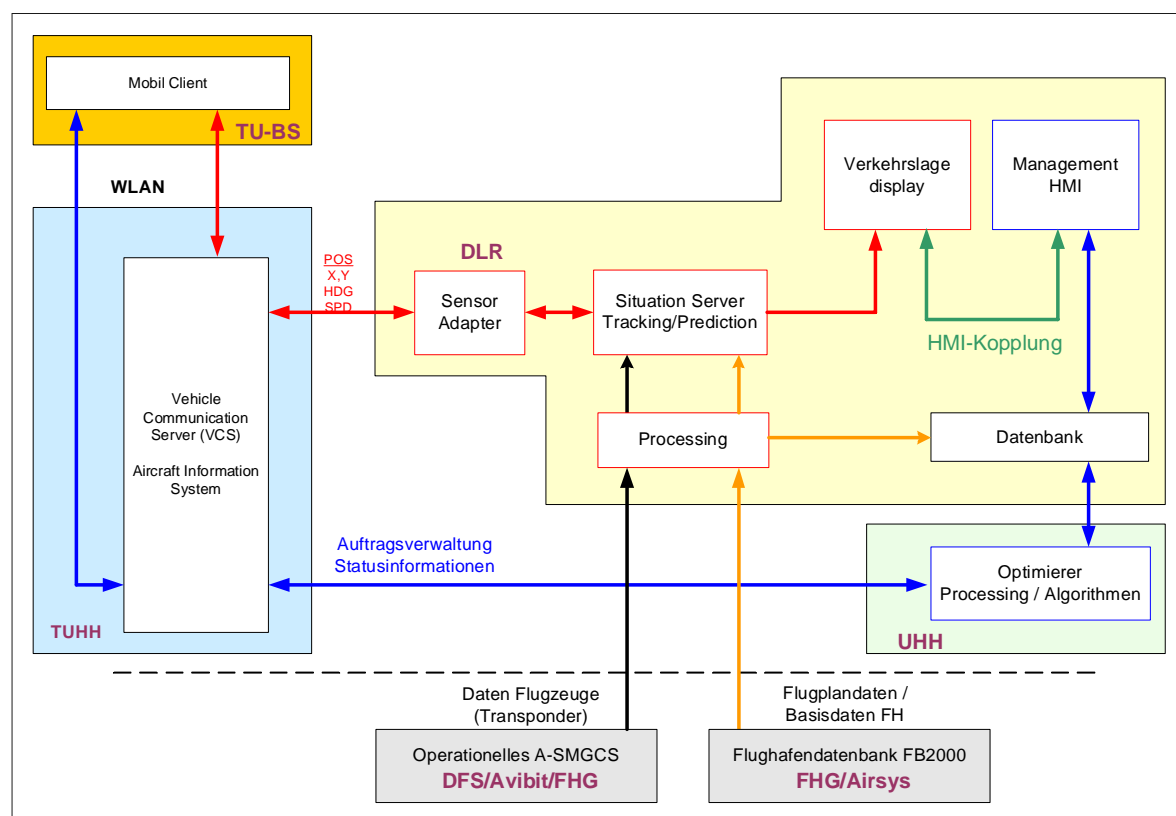 Mobil Client
TU-BS
WLAN
Verkehrslage
display
Management
HMI
DLR
POS
X,Y
HDG
SPD
Sensor
Adapter
Situation Server
Tracking/Prediction
HMI-Kopplung
Vehicle
Communication
Server (VCS)
Aircraft Information
System
Processing
Datenbank
Auftragsverwaltung
Statusinformationen
Optimierer
Processing / Algorithmen
TUHH
UHH
Daten Flugzeuge
(Transponder)
Flugplandaten /
Basisdaten FH
Operationelles A-SMGCS
DFS/Avibit/FHG
Flughafendatenbank FB2000
FHG/Airsys